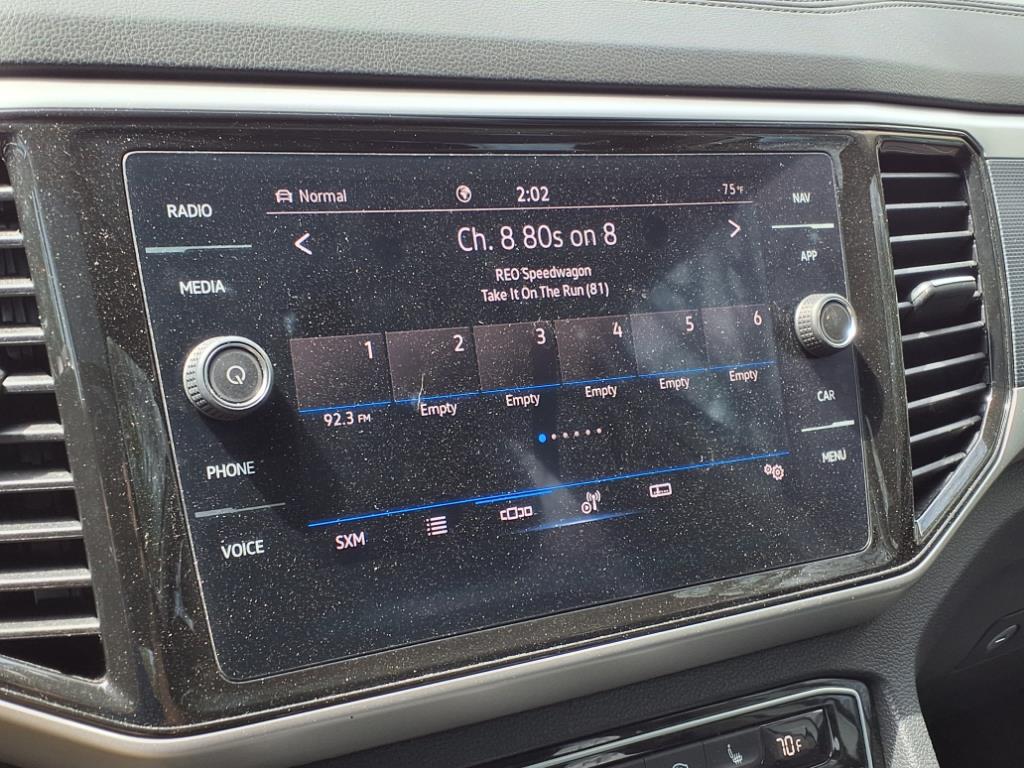 Normal 2:02 75°F
RADIO
NAV
MEDIA
APP
Ch. 8 80s on 8
REO Speedwagon
Take It On The Run (81)
1 2 3 4 5 6
92.3 FM Empty Empty Empty Empty Empty
CAR
PHONE
MENU
VOICE
SXM
70°F